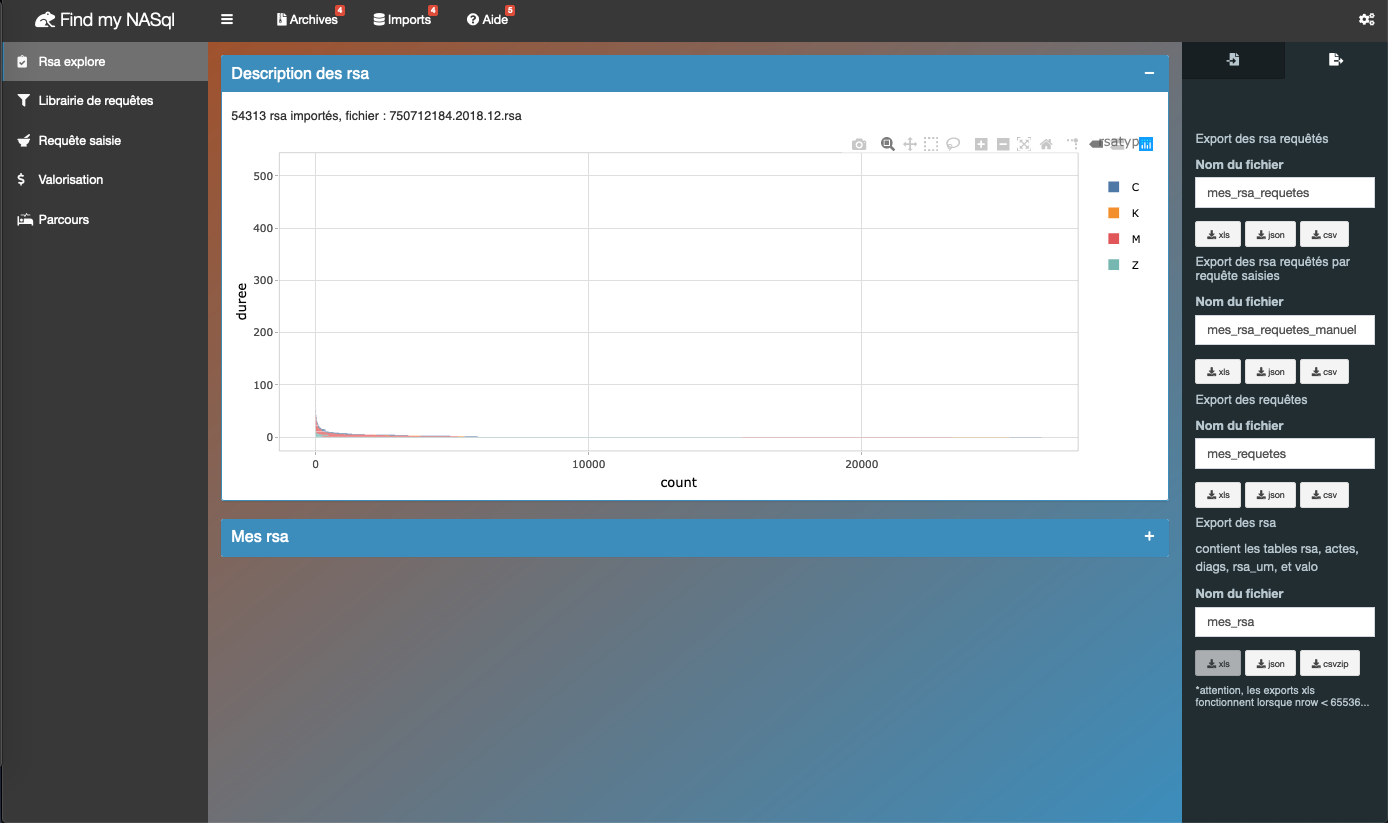 Find my NASql
Archives 4
Imports 4
Aide 5
Rsa explore
Librairie de requêtes
Requête saisie
Valorisation
Parcours
Description des rsa
54313 rsa importés, fichier : 750712184.2018.12.rsa
rsatyp
C
K
M
Z
500
400
300
200
100
0
duree
0 10000 20000
count
Mes rsa
Export des rsa requêtés
Nom du fichier
mes_rsa_requetes
xls json csv
Export des rsa requêtés par
requête saisies
Nom du fichier
mes_rsa_requetes_manuel
xls json csv
Export des requêtes
Nom du fichier
mes_requetes
xls json csv
Export des rsa
contient les tables rsa, actes,
diags, rsa_um, et valo
Nom du fichier
mes_rsa
xls json csvzip
*attention, les exports xls
fonctionnent lorsque nrow < 65536...